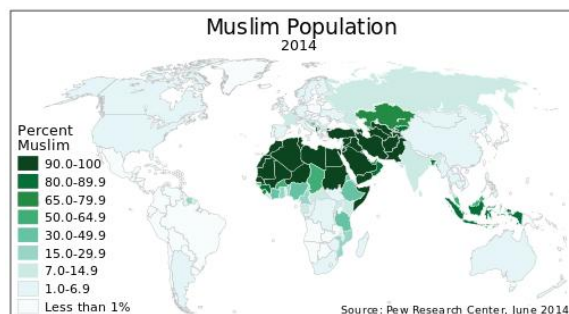 Muslim Population
2014
Percent
Muslim
90.0-100
80.0-89.9
65.0-79.9
50.0-64.9
30.0-49.9
15.0-29.9
7.0-14.9
1.0-6.9
Less than 1%
Source: Pew Research Center, June 2014